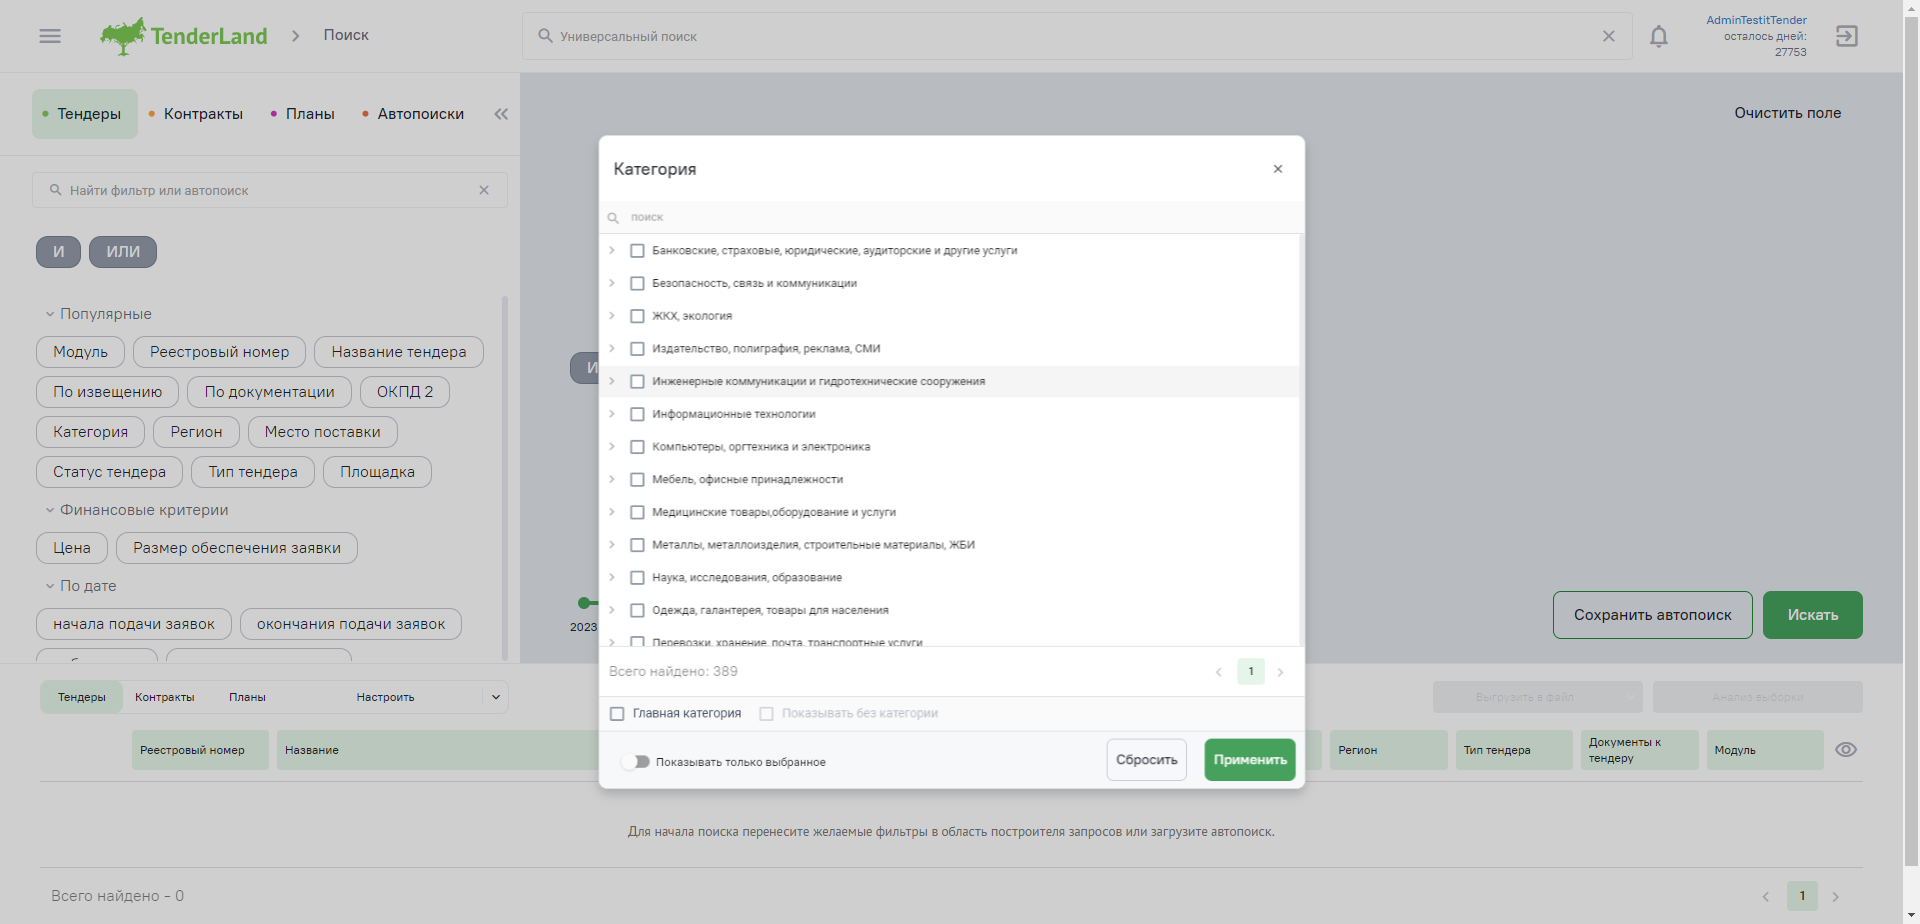 TenderLand
Поиск
Универсальный поиск
AdminTestitTender
осталось дней:
27753
Тендеры
Контракты
Планы
Автопоиски
Очистить поле
Найти фильтр или автопоиск
И
ИЛИ
Популярные
Модуль
Реестровый номер
Название тендера
По извещению
По документации
ОКПД 2
Категория
Регион
Место поставки
Статус тендера
Тип тендера
Площадка
Финансовые критерии
Цена
Размер обеспечения заявки
По дате
начала подачи заявок
окончания подачи заявок
2023
Категория
поиск
Банковские, страховые, юридические, аудиторские и другие услуги
Безопасность, связь и коммуникации
ЖКХ, экология
Издательство, полиграфия, реклама, СМИ
Инженерные коммуникации и гидротехнические сооружения
Информационные технологии
Компьютеры, оргтехника и электроника
Мебель, офисные принадлежности
Медицинские товары,оборудование и услуги
Металлы, металлоизделия, строительные материалы, ЖБИ
Наука, исследования, образование
Одежда, галантерея, товары для населения
Перевозки, хранение, почта, транспортные услуги
Всего найдено: 389
1
Главная категория
Показывать без категории
Показывать только выбранное
Сбросить
Применить
Сохранить автопоиск
Искать
Тендеры
Контракты
Планы
Настроить
Выгрузить в файл
Анализ выборки
Реестровый номер
Название
Регион
Тип тендера
Документы к
тендеру
Модуль
Для начала поиска перенесите желаемые фильтры в область построителя запросов или загрузите автопоиск.
Всего найдено - 0
1